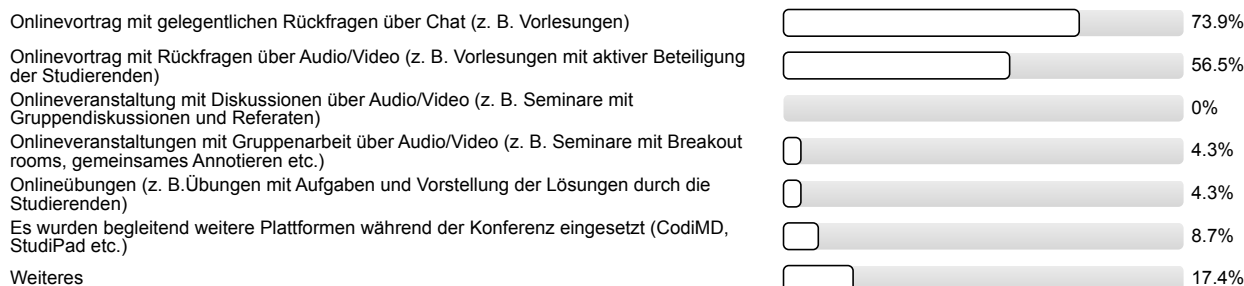 Onlinevortrag mit gelegentlichen Rückfragen über Chat (z. B. Vorlesungen) 73.9%
Onlinevortrag mit Rückfragen über Audio/Video (z. B. Vorlesungen mit aktiver Beteiligung
der Studierenden) 56.5%
Onlineveranstaltung mit Diskussionen über Audio/Video (z. B. Seminare mit
Gruppendiskussionen und Referaten) 0%
Onlineveranstaltungen mit Gruppenarbeit über Audio/Video (z. B. Seminare mit Breakout
rooms, gemeinsames Annotieren etc.) 4.3%
Onlineübungen (z. B.Übungen mit Aufgaben und Vorstellung der Lösungen durch die
Studierenden) 4.3%
Es wurden begleitend weitere Plattformen während der Konferenz eingesetzt (CodiMD,
StudiPad etc.) 8.7%
Weiteres 17.4%